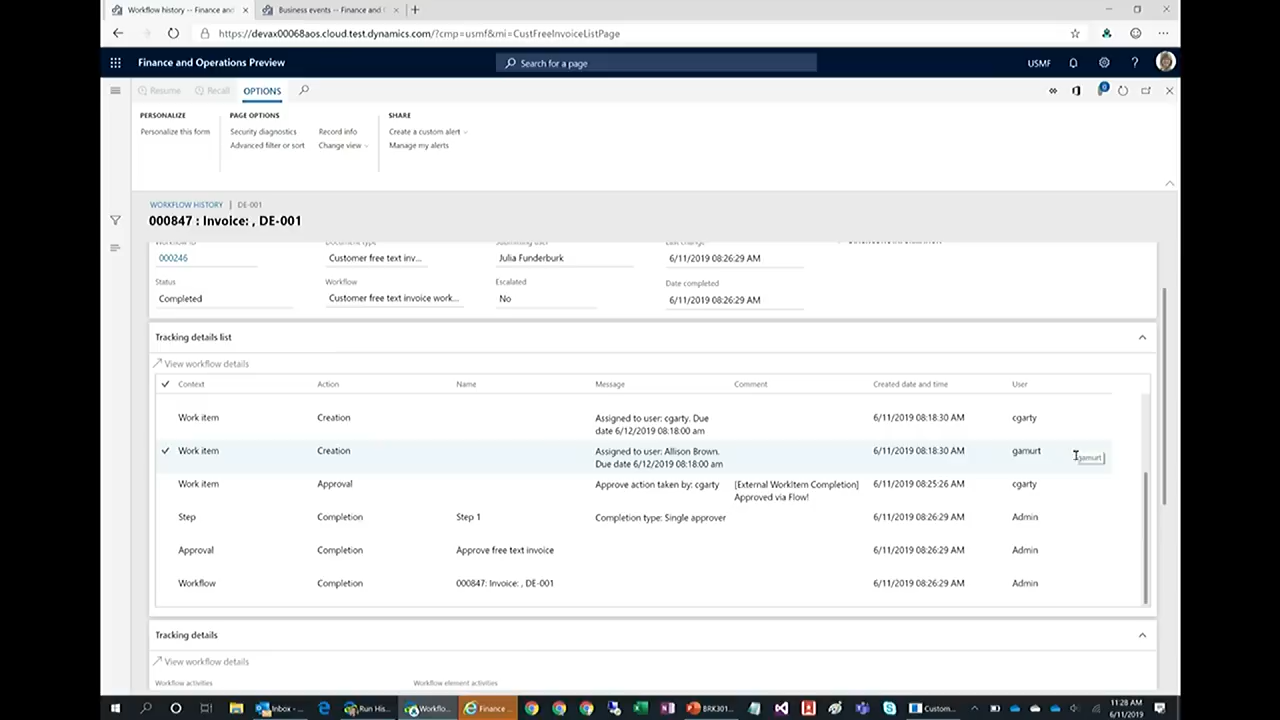 Workflow history -- Finance and
Business events -- Finance and
https://devax00068aos.cloud.test.dynamics.com/?cmp=usmf&mi=CustFreeInvoiceListPage
Finance and Operations Preview
Search for a page
USMF
?
Resume
Recall
OPTIONS
0
PERSONALIZE
PAGE OPTIONS
SHARE
Personalize this form
Security diagnostics
Record info
Create a custom alert
Advanced filter or sort
Change view
Manage my alerts
WORKFLOW HISTORY | DE-001
000847 : Invoice: , DE-001
000246
Customer free text inv...
Julia Funderburk
6/11/2019 08:26:29 AM
Status
Workflow
Escalated
Date completed
Completed
Customer free text invoice work...
No
6/11/2019 08:26:29 AM
Tracking details list
View workflow details
Context Action Name Message Comment Created date and time User
Work item Creation Assigned to user: cgarty. Due 6/11/2019 08:18:30 AM cgarty
date 6/12/2019 08:18:00 am
Work item Creation Assigned to user: Allison Brown. 6/11/2019 08:18:30 AM gamurt
Due date 6/12/2019 08:18:00 am
gamurt
Work item Approval Approve action taken by: cgarty [External WorkItem Completion] 6/11/2019 08:25:26 AM cgarty
Approved via Flow!
Step Completion Step 1 Completion type: Single approver 6/11/2019 08:26:29 AM Admin
Approval Completion Approve free text invoice 6/11/2019 08:26:29 AM Admin
Workflow Completion 000847: Invoice: , DE-001 6/11/2019 08:26:29 AM Admin
Tracking details
View workflow details
Workflow activities
Workflow element activities
Inbox - ...
Run His...
Workflo...
Finance ...
BRK301...
Custom...
11:28 AM
6/11/2019